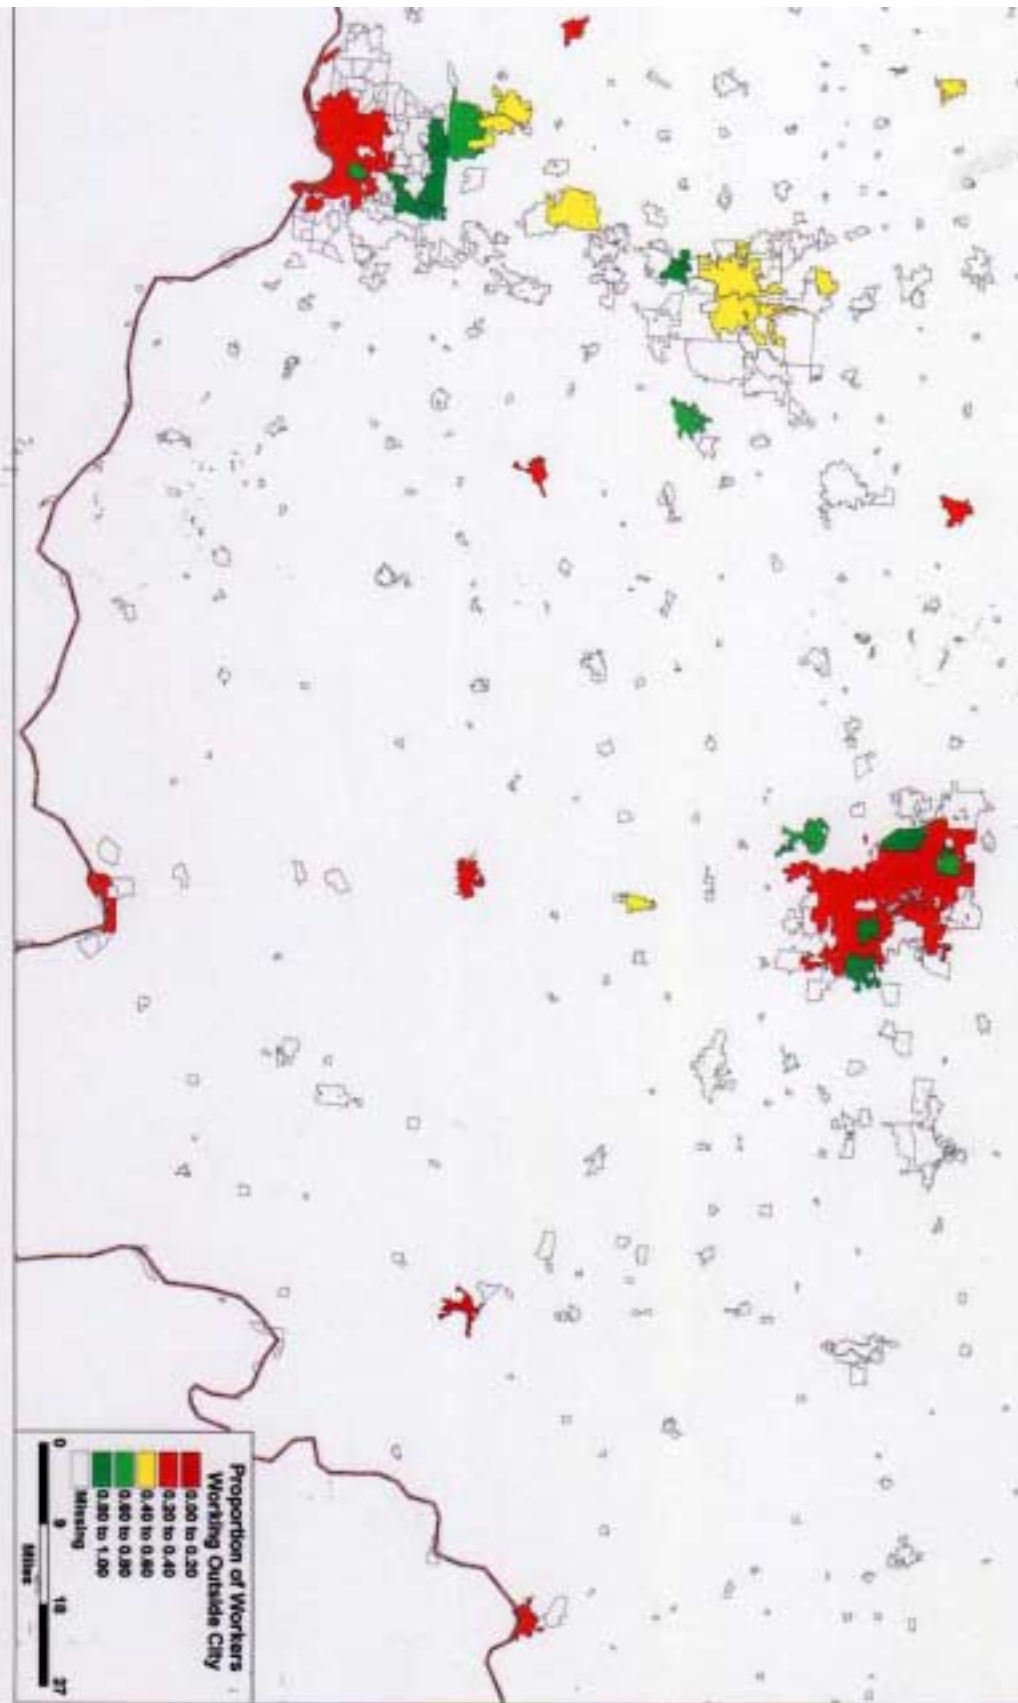 Proportion of Workers
Working Outside City
0.00 to 0.20
0.20 to 0.40
0.40 to 0.60
0.60 to 0.80
0.80 to 1.00
Missing
0 9 18 27
Miles